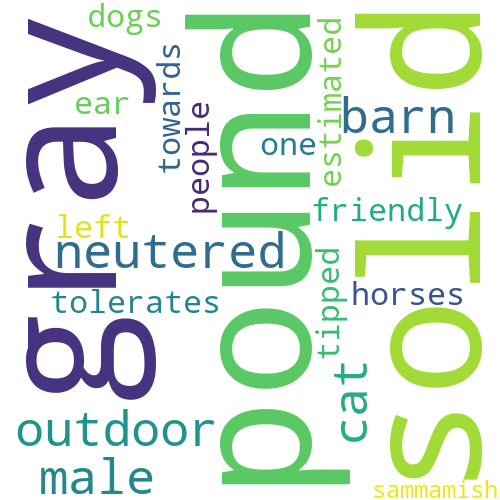 dogs
gray
pound
solid
ear
towards
people
estimated
one
barn
left
friendly
neutered
tolerates
tipped
horses
outdoor
cat
male
sammamish